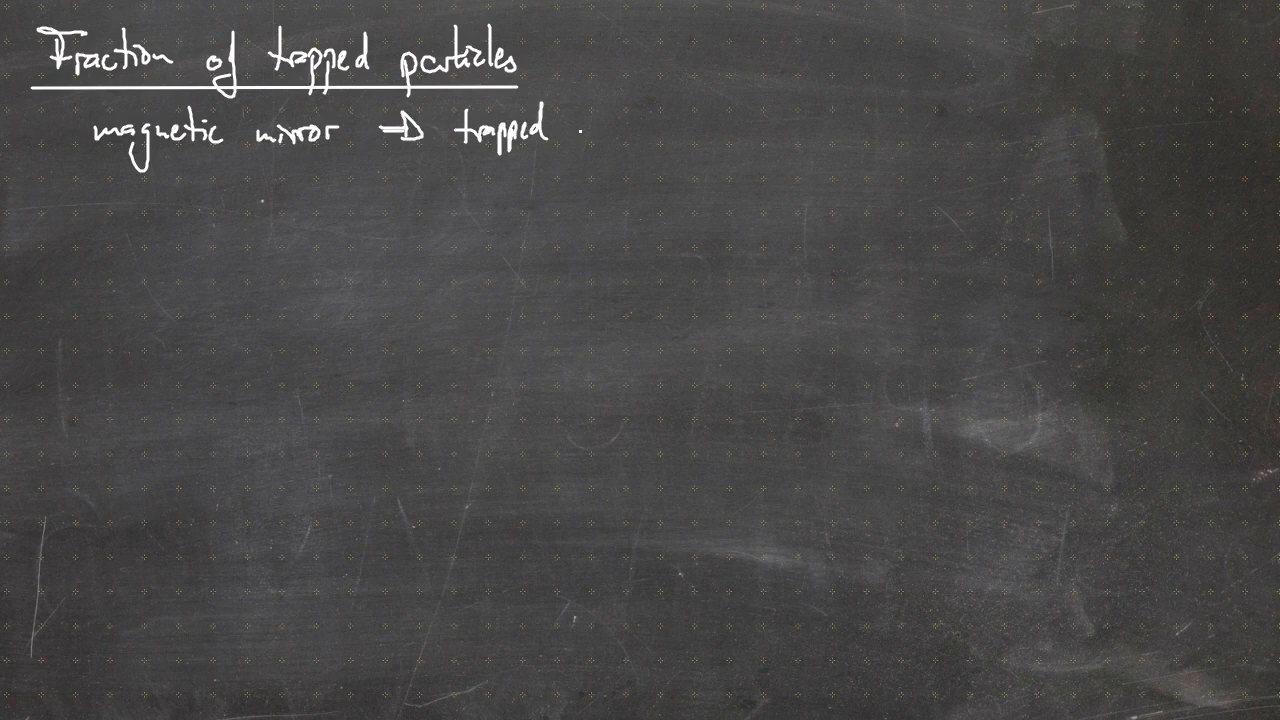 Fraction of trapped particles
magnetic mirror ⇒ trapped